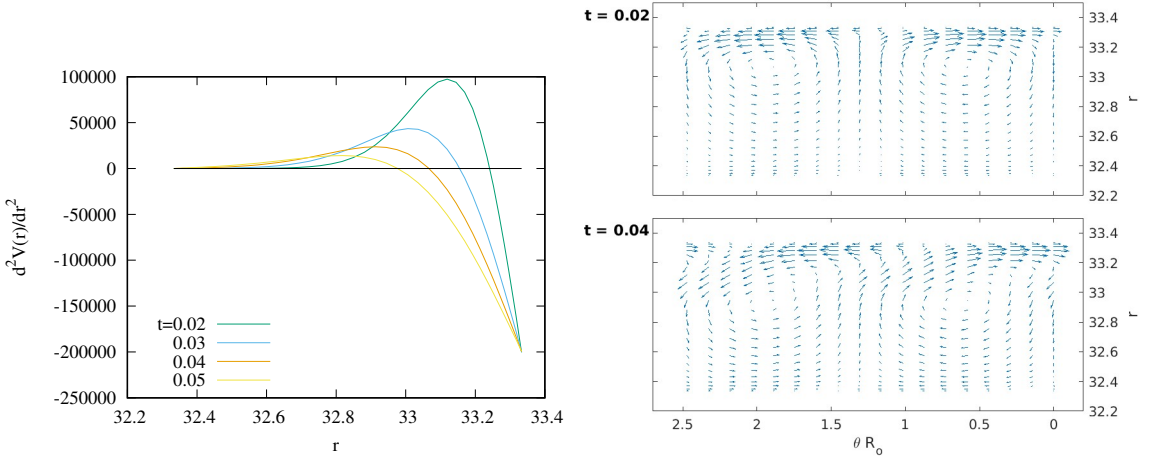 100000
50000
0
-50000
-100000
-150000
-200000
-250000
d²V(r)/dr²
t=0.02
0.03
0.04
0.05
32.2 32.4 32.6 32.8 33 33.2 33.4
r
t = 0.02
33.4
33.2
33
32.8
32.6
32.4
32.2
r
t = 0.04
33.4
33.2
33
32.8
32.6
32.4
32.2
r
2.5 2 1.5 1 0.5 0
θ Rₒ